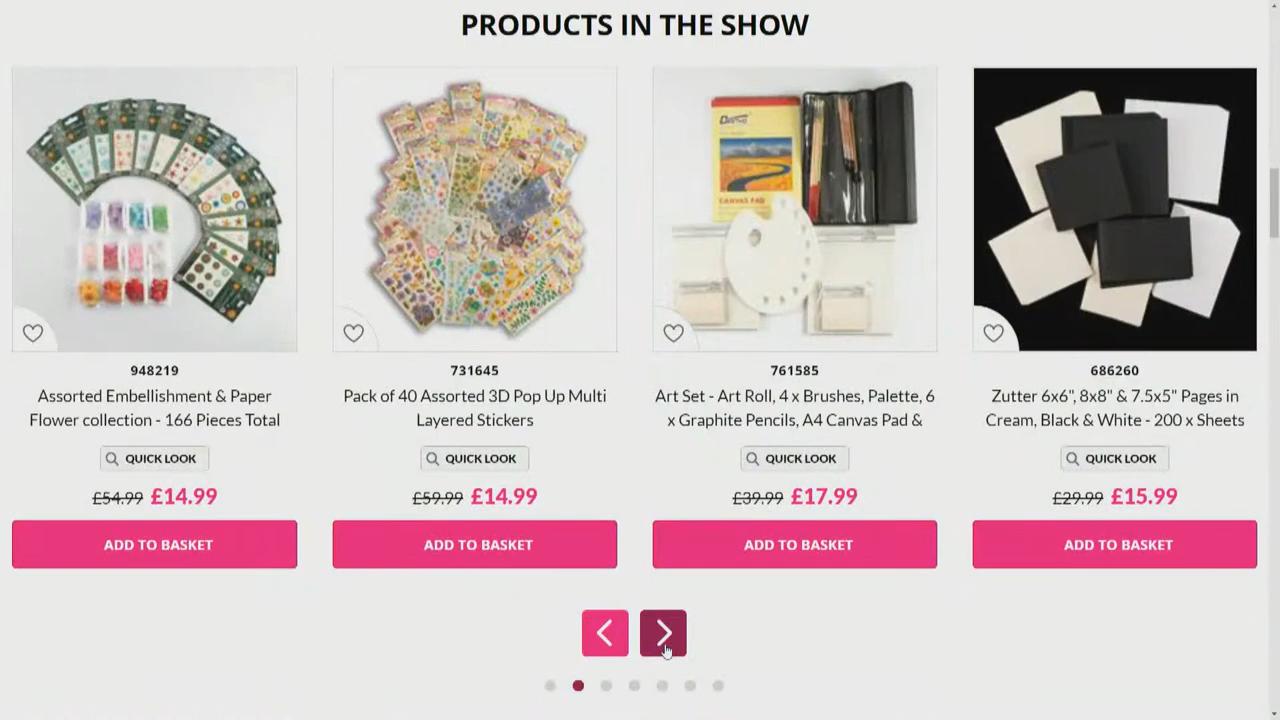 PRODUCTS IN THE SHOW
CANVAS PAD
948219
Assorted Embellishment & Paper
Flower collection - 166 Pieces Total
QUICK LOOK
£54.99 £14.99
ADD TO BASKET
731645
Pack of 40 Assorted 3D Pop Up Multi
Layered Stickers
QUICK LOOK
£59.99 £14.99
ADD TO BASKET
761585
Art Set - Art Roll, 4 x Brushes, Palette, 6
x Graphite Pencils, A4 Canvas Pad &
QUICK LOOK
£39.99 £17.99
ADD TO BASKET
686260
Zutter 6x6", 8x8" & 7.5x5" Pages in
Cream, Black & White - 200 x Sheets
QUICK LOOK
£29.99 £15.99
ADD TO BASKET